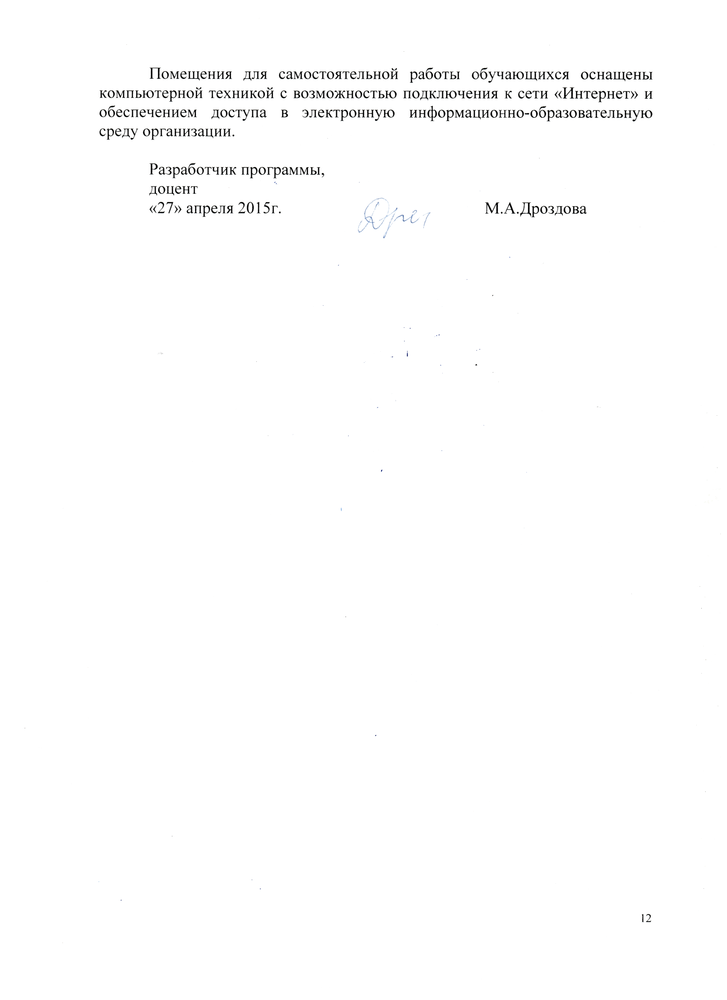 Помещения для самостоятельной работы обучающихся оснащены
компьютерной техникой с возможностью подключения к сети «Интернет» и
обеспечением доступа в электронную информационно-образовательную
среду организации.
Разработчик программы,
доцент
«27» апреля 2015г. М.А.Дроздова
12